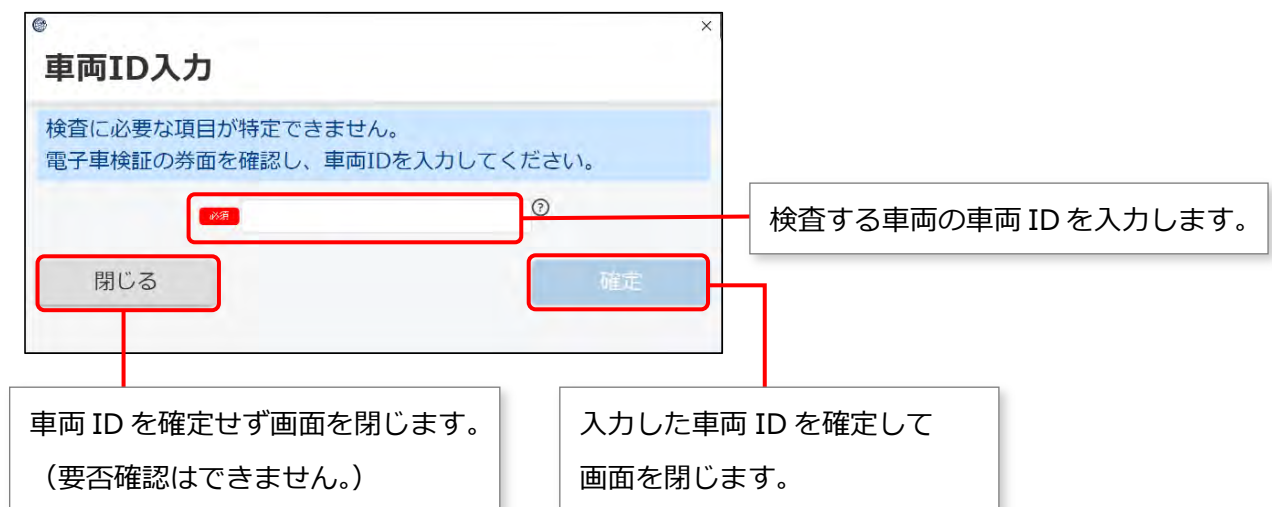 車両ID入力
検査に必要な項目が特定できません。
電子車検証の券面を確認し、車両IDを入力してください。
必須
?
検査する車両の車両 ID を入力します。
閉じる
確定
車両 ID を確定せず画面を閉じます。
（要否確認はできません。）
入力した車両 ID を確定して
画面を閉じます。